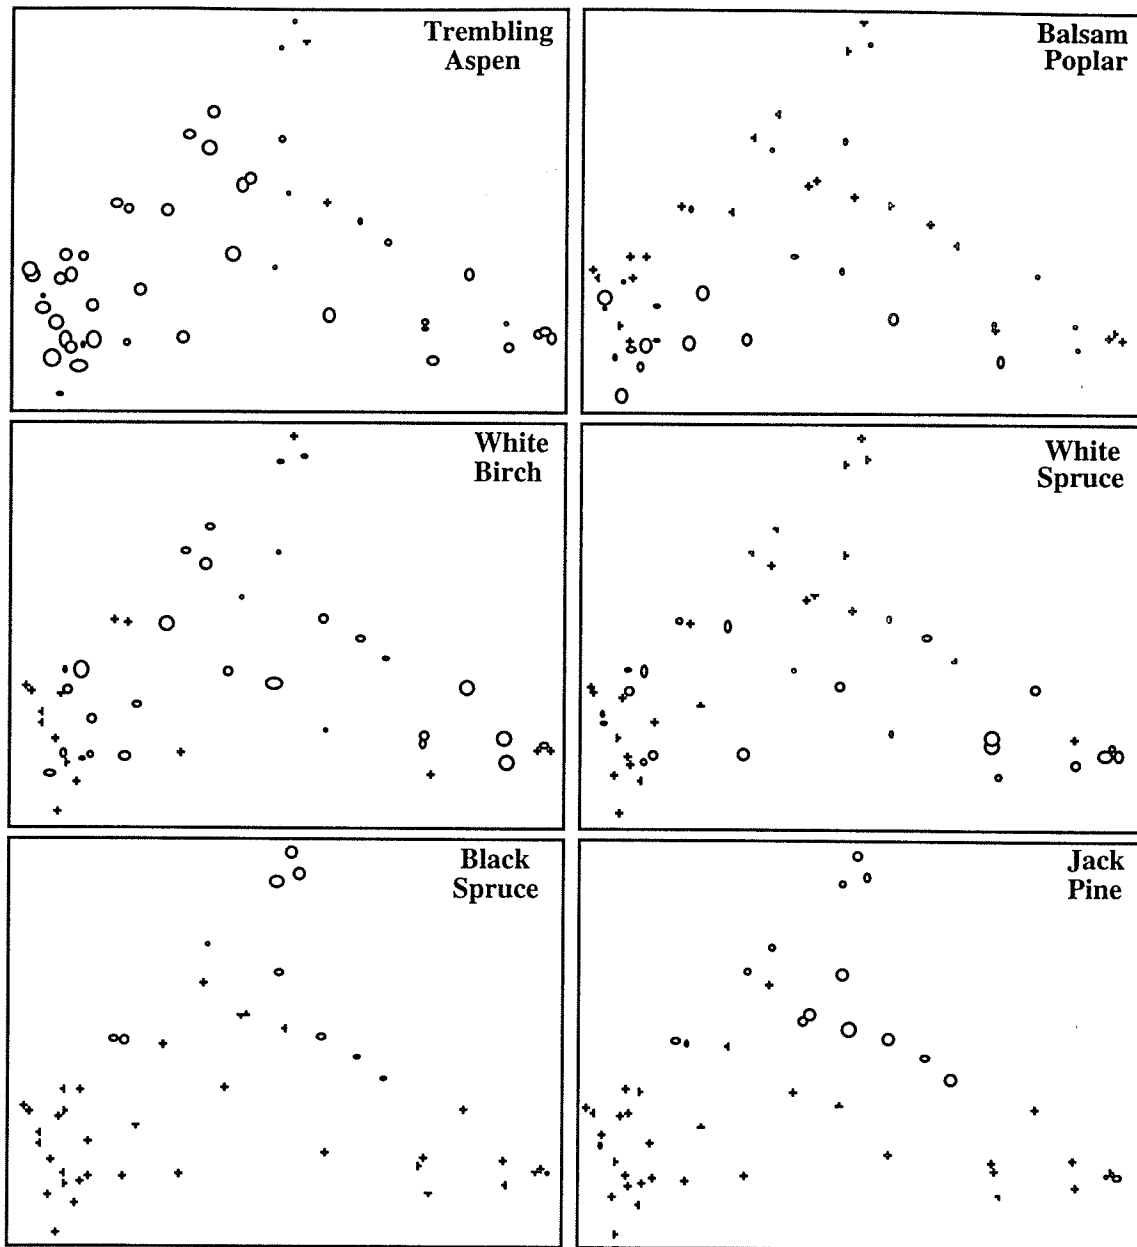 Trembling
Aspen
Balsam
Poplar
White
Birch
White
Spruce
Black
Spruce
Jack
Pine